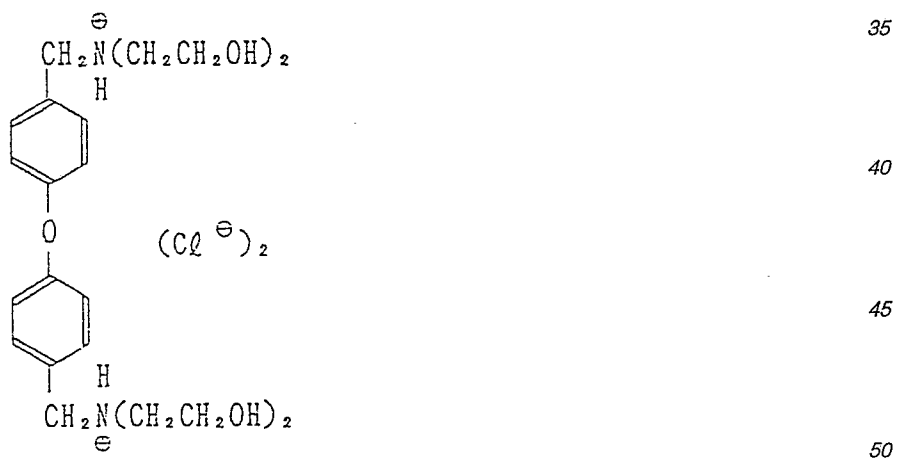 ⊖ 35
CH₂N(CH₂CH₂OH)₂
H
40
O (Cℓ ⊖)₂
45
H
CH₂N(CH₂CH₂OH)₂
⊖
50